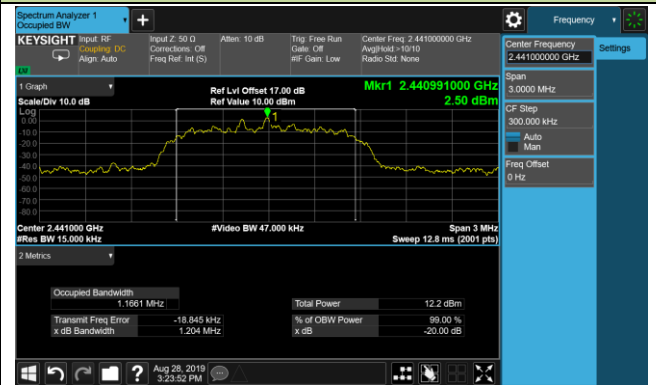 Spectrum Analyzer 1
Occupied BW
Frequency
KEYSIGHT
Input: RF
Coupling: DC
Align: Auto
Input Z: 50 Ω
Corrections: Off
Freq Ref: Int (S)
Atten: 10 dB
Trig: Free Run
Gate: Off
#IF Gain: Low
Center Freq: 2.441000000 GHz
Avg|Hold:>10/10
Radio Std: None
LXI
1 Graph
Scale/Div 10.0 dB
Ref Lvl Offset 17.00 dB
Ref Value 10.00 dBm
Mkr1 2.440991000 GHz
2.50 dBm
Log
0.00
-10.0
-20.0
-30.0
-40.0
-50.0
-60.0
-70.0
-80.0
1
Center 2.441000 GHz
#Res BW 15.000 kHz
#Video BW 47.000 kHz
Span 3 MHz
Sweep 12.8 ms (2001 pts)
2 Metrics
Occupied Bandwidth
1.1661 MHz
Total Power 12.2 dBm
Transmit Freq Error -18.845 kHz
% of OBW Power 99.00 %
x dB Bandwidth 1.204 MHz
x dB -20.00 dB
Center Frequency
2.441000000 GHz
Settings
Span
3.0000 MHz
CF Step
300.000 kHz
Auto
Man
Freq Offset
0 Hz
?
Aug 28, 2019
3:23:52 PM